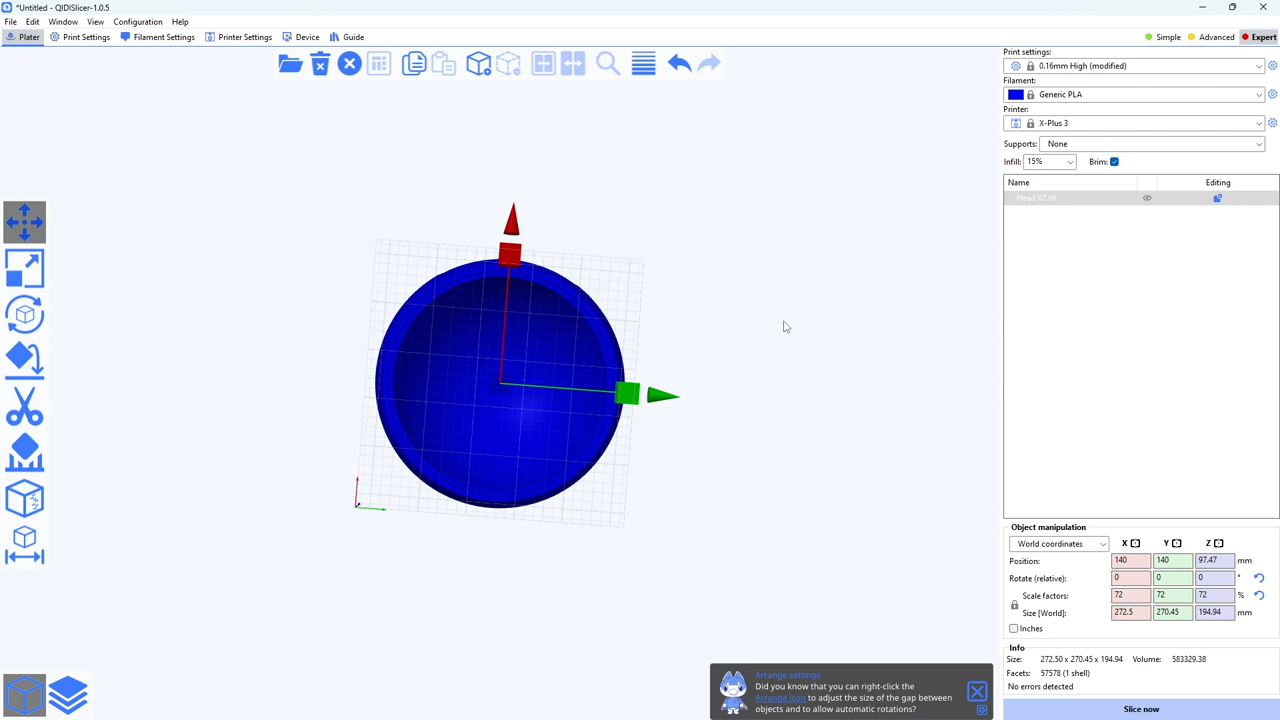 *Untitled - QIDISlicer-1.0.5
File Edit Window View Configuration Help
Plater Print Settings Filament Settings Printer Settings Device Guide Simple Advanced Expert
Print settings:
0.16mm High (modified)
Filament:
Generic PLA
Printer:
X-Plus 3
Supports: None
Infill: 15% Brim:
Name Editing
Head V2.stl
Object manipulation
World coordinates X Y Z
Position: 140 140 97.47 mm
Rotate (relative): 0 0 0 °
Scale factors: 72 72 72 %
Size [World]: 272.5 270.45 194.94 mm
Inches
Info
Size: 272.50 x 270.45 x 194.94 Volume: 583329.38
Facets: 57578 (1 shell)
No errors detected
Slice now
Arrange settings
Did you know that you can right-click the
Arrange icon to adjust the size of the gap between
objects and to allow automatic rotations?